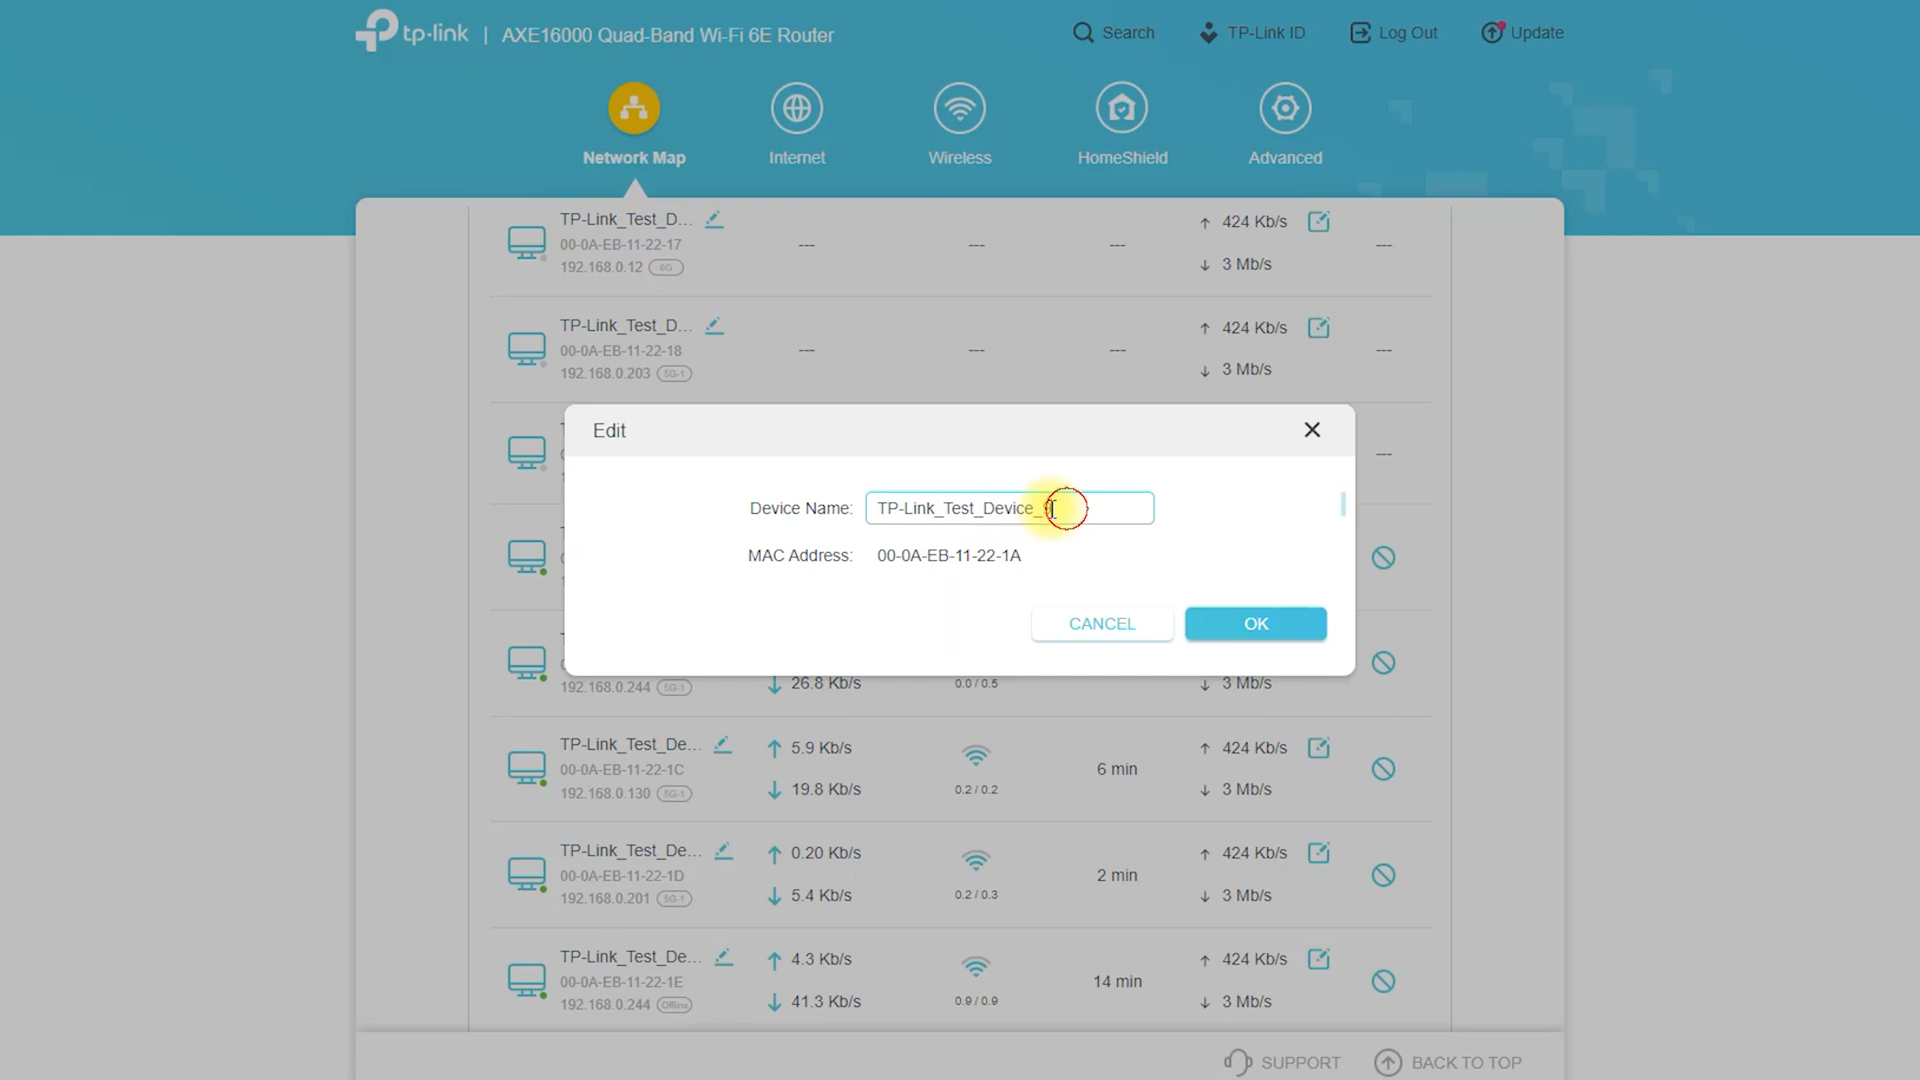 tp-link | AXE16000 Quad-Band Wi-Fi 6E Router
Search TP-Link ID Log Out Update
Network Map Internet Wireless HomeShield Advanced
TP-Link_Test_D... ↑ 424 Kb/s
00-0A-EB-11-22-17 --- --- --- ---
192.168.0.12 6G ↓ 3 Mb/s
TP-Link_Test_D... ↑ 424 Kb/s
00-0A-EB-11-22-18 --- --- --- ---
192.168.0.203 5G-1 ↓ 3 Mb/s
Edit
---
Device Name: TP-Link_Test_Device_
MAC Address: 00-0A-EB-11-22-1A
CANCEL OK
192.168.0.244 5G-1 ↓ 26.8 Kb/s 0.0 / 0.5 ↓ 3 Mb/s
TP-Link_Test_De... ↑ 5.9 Kb/s ↑ 424 Kb/s
00-0A-EB-11-22-1C 6 min
192.168.0.130 5G-1 ↓ 19.8 Kb/s 0.2 / 0.2 ↓ 3 Mb/s
TP-Link_Test_De... ↑ 0.20 Kb/s ↑ 424 Kb/s
00-0A-EB-11-22-1D 2 min
192.168.0.201 5G-1 ↓ 5.4 Kb/s 0.2 / 0.3 ↓ 3 Mb/s
TP-Link_Test_De... ↑ 4.3 Kb/s ↑ 424 Kb/s
00-0A-EB-11-22-1E 14 min
192.168.0.244 Offline ↓ 41.3 Kb/s 0.9 / 0.9 ↓ 3 Mb/s
SUPPORT BACK TO TOP